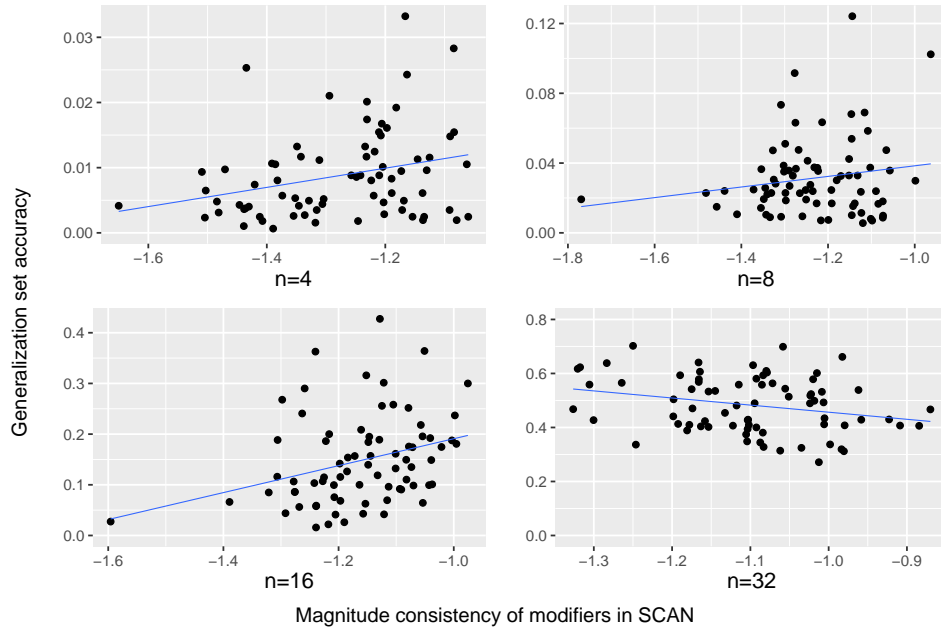 Generalization set accuracy
0.03
0.02
0.01
0.00
−1.6 −1.4 −1.2
n=4
0.12
0.08
0.04
0.00
−1.8 −1.6 −1.4 −1.2 −1.0
n=8
0.4
0.3
0.2
0.1
0.0
−1.6 −1.4 −1.2 −1.0
n=16
0.8
0.6
0.4
0.2
0.0
−1.3 −1.2 −1.1 −1.0 −0.9
n=32
Magnitude consistency of modifiers in SCAN